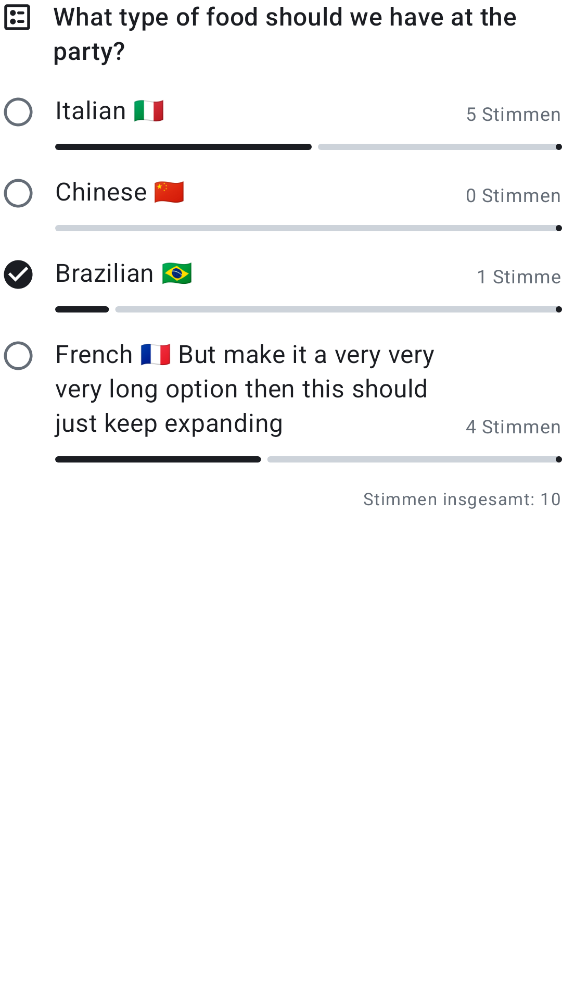 What type of food should we have at the
party?
Italian 🇮🇹
5 Stimmen
Chinese 🇨🇳
0 Stimmen
Brazilian 🇧🇷
1 Stimme
French 🇫🇷 But make it a very very
very long option then this should
just keep expanding
4 Stimmen
Stimmen insgesamt: 10